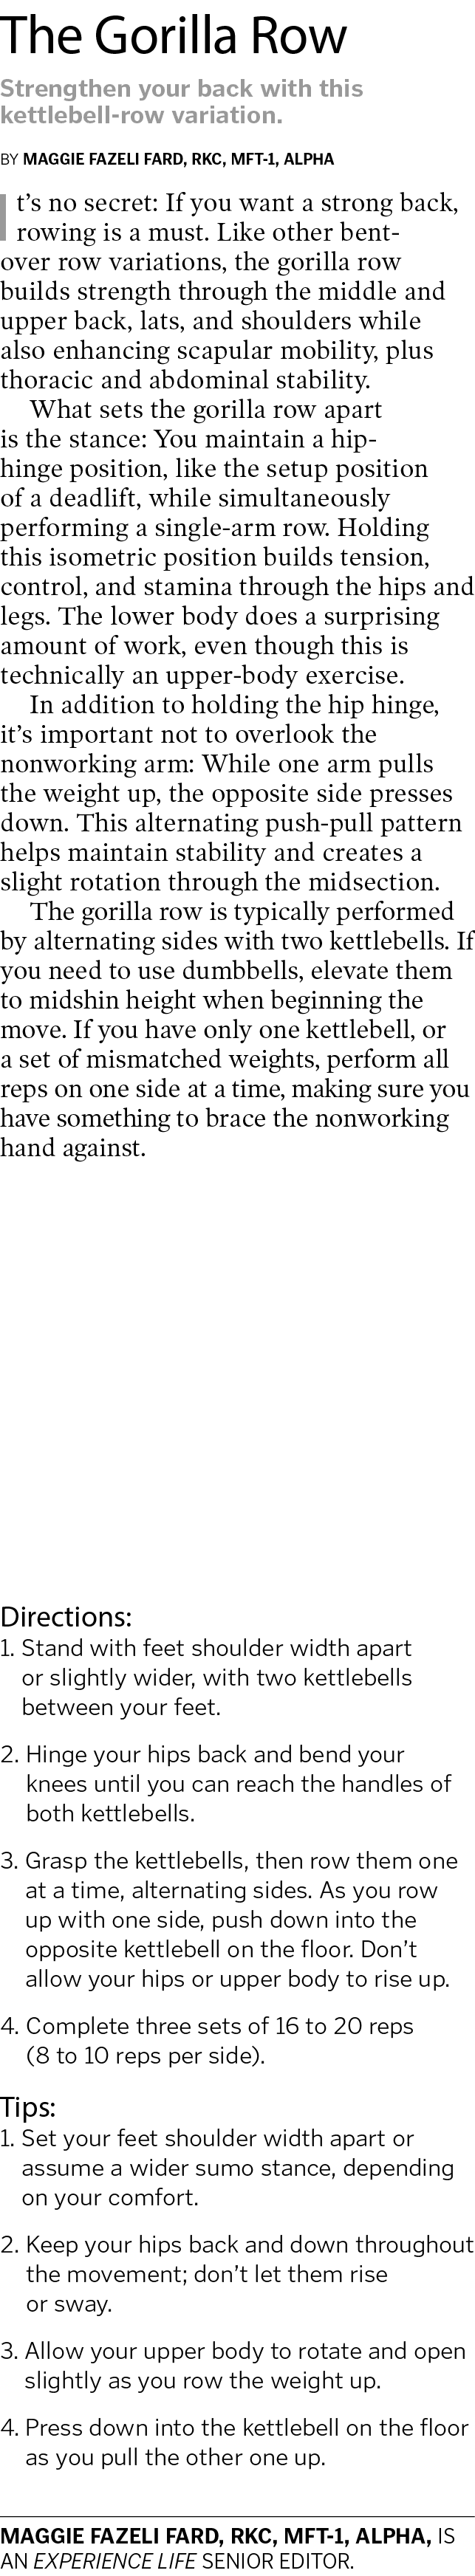 The Gorilla Row
Strengthen your back with this
kettlebell-row variation.
BY MAGGIE FAZELI FARD, RKC, MFT-1, ALPHA
It’s no secret: If you want a strong back,
rowing is a must. Like other bent-
over row variations, the gorilla row
builds strength through the middle and
upper back, lats, and shoulders while
also enhancing scapular mobility, plus
thoracic and abdominal stability.
What sets the gorilla row apart
is the stance: You maintain a hip-
hinge position, like the setup position
of a deadlift, while simultaneously
performing a single-arm row. Holding
this isometric position builds tension,
control, and stamina through the hips and
legs. The lower body does a surprising
amount of work, even though this is
technically an upper-body exercise.
In addition to holding the hip hinge,
it’s important not to overlook the
nonworking arm: While one arm pulls
the weight up, the opposite side presses
down. This alternating push-pull pattern
helps maintain stability and creates a
slight rotation through the midsection.
The gorilla row is typically performed
by alternating sides with two kettlebells. If
you need to use dumbbells, elevate them
to midshin height when beginning the
move. If you have only one kettlebell, or
a set of mismatched weights, perform all
reps on one side at a time, making sure you
have something to brace the nonworking
hand against.
Directions:
1. Stand with feet shoulder width apart
or slightly wider, with two kettlebells
between your feet.
2. Hinge your hips back and bend your
knees until you can reach the handles of
both kettlebells.
3. Grasp the kettlebells, then row them one
at a time, alternating sides. As you row
up with one side, push down into the
opposite kettlebell on the floor. Don’t
allow your hips or upper body to rise up.
4. Complete three sets of 16 to 20 reps
(8 to 10 reps per side).
Tips:
1. Set your feet shoulder width apart or
assume a wider sumo stance, depending
on your comfort.
2. Keep your hips back and down throughout
the movement; don’t let them rise
or sway.
3. Allow your upper body to rotate and open
slightly as you row the weight up.
4. Press down into the kettlebell on the floor
as you pull the other one up.
MAGGIE FAZELI FARD, RKC, MFT-1, ALPHA, IS
AN EXPERIENCE LIFE SENIOR EDITOR.